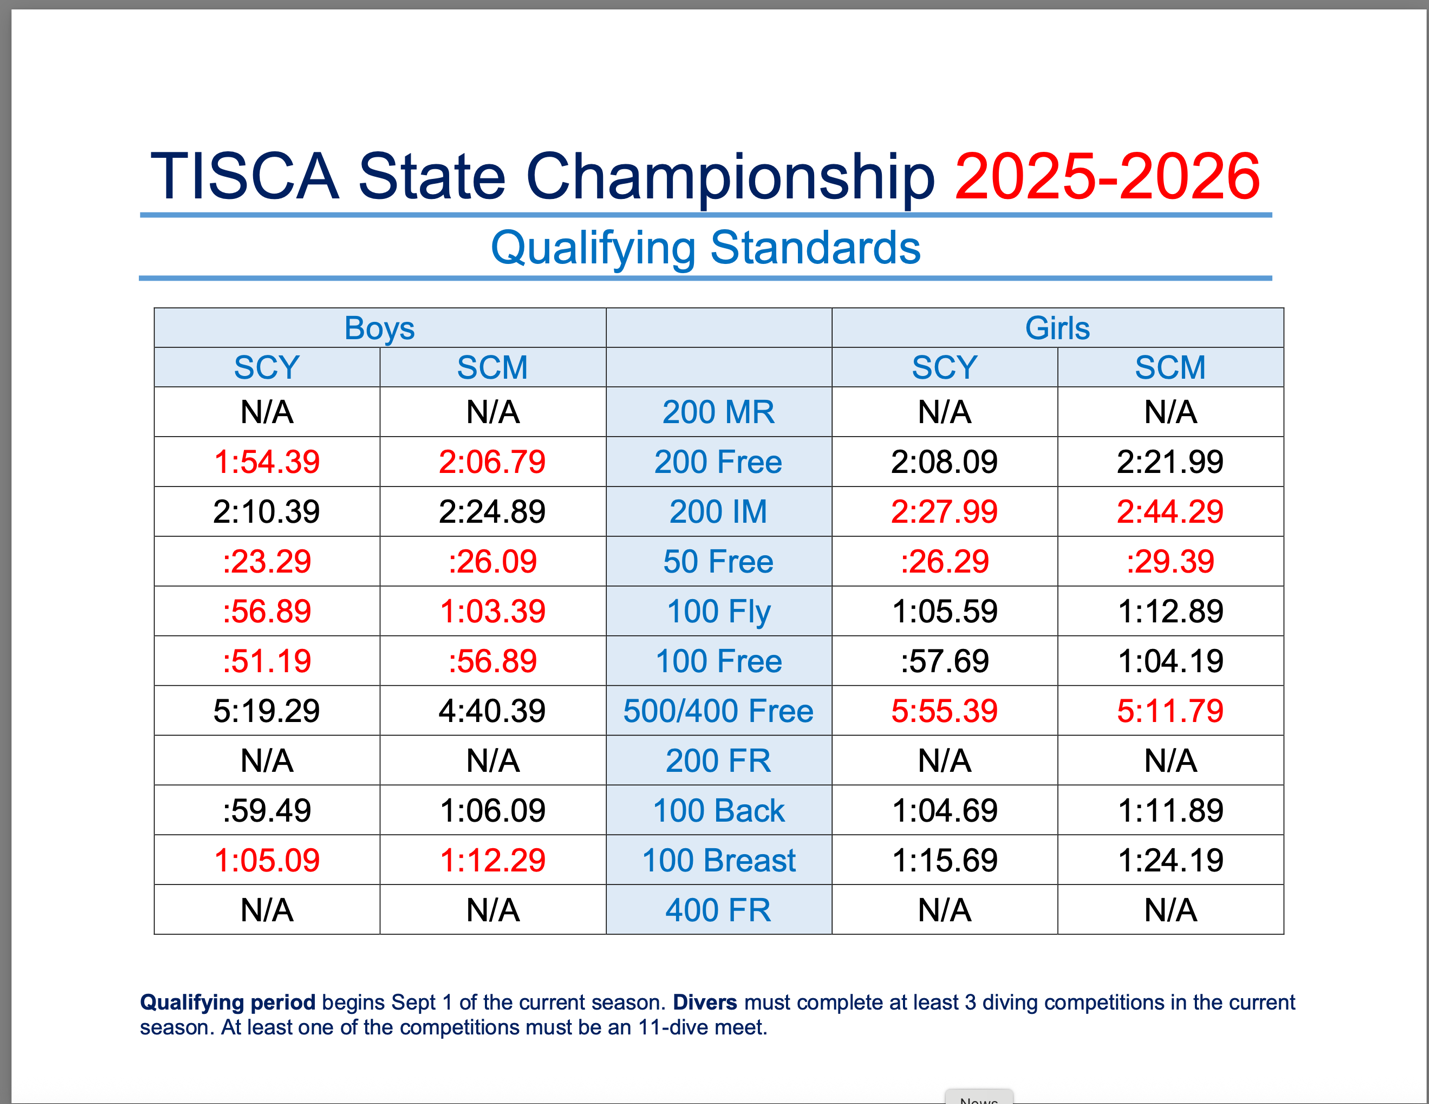 TISCA State Championship 2025-2026
Qualifying Standards
Boys Girls
SCY SCM SCY SCM
N/A N/A 200 MR N/A N/A
1:54.39 2:06.79 200 Free 2:08.09 2:21.99
2:10.39 2:24.89 200 IM 2:27.99 2:44.29
:23.29 :26.09 50 Free :26.29 :29.39
:56.89 1:03.39 100 Fly 1:05.59 1:12.89
:51.19 :56.89 100 Free :57.69 1:04.19
5:19.29 4:40.39 500/400 Free 5:55.39 5:11.79
N/A N/A 200 FR N/A N/A
:59.49 1:06.09 100 Back 1:04.69 1:11.89
1:05.09 1:12.29 100 Breast 1:15.69 1:24.19
N/A N/A 400 FR N/A N/A
Qualifying period begins Sept 1 of the current season. Divers must complete at least 3 diving competitions in the current
season. At least one of the competitions must be an 11-dive meet.
News